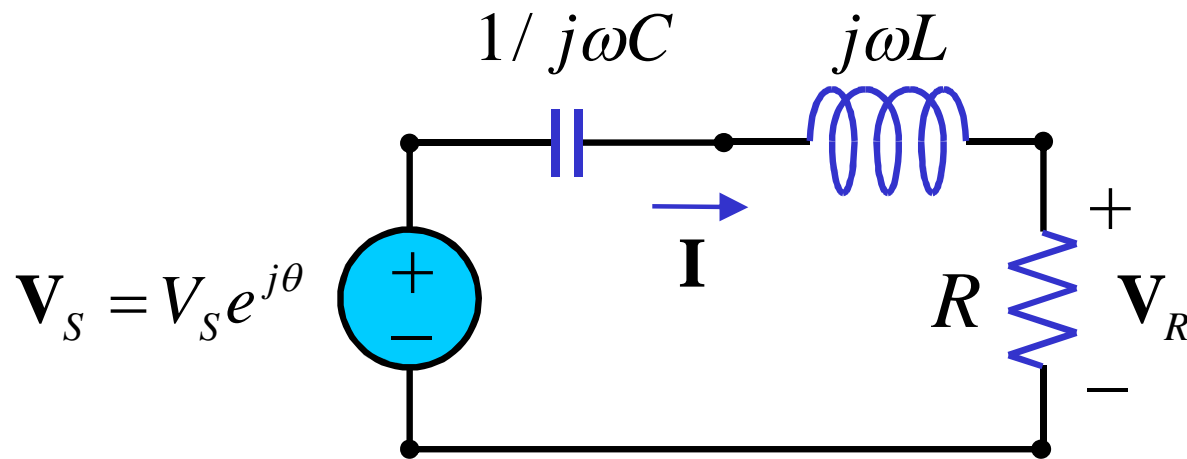 1/ jωC
jωL
+
I
V_S = V_S e^{jθ}
+
−
R
V_R
−